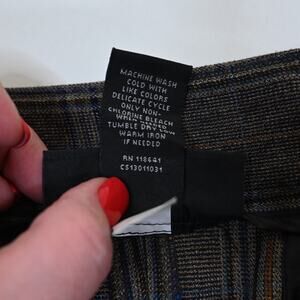 MACHINE WASH
COLD WITH
LIKE COLORS
DELICATE CYCLE
ONLY NON-
CHLORINE BLEACH
WHEN
TUMBLE DRY
WARM IRON
IF NEEDED
RN 118641
CS13011031